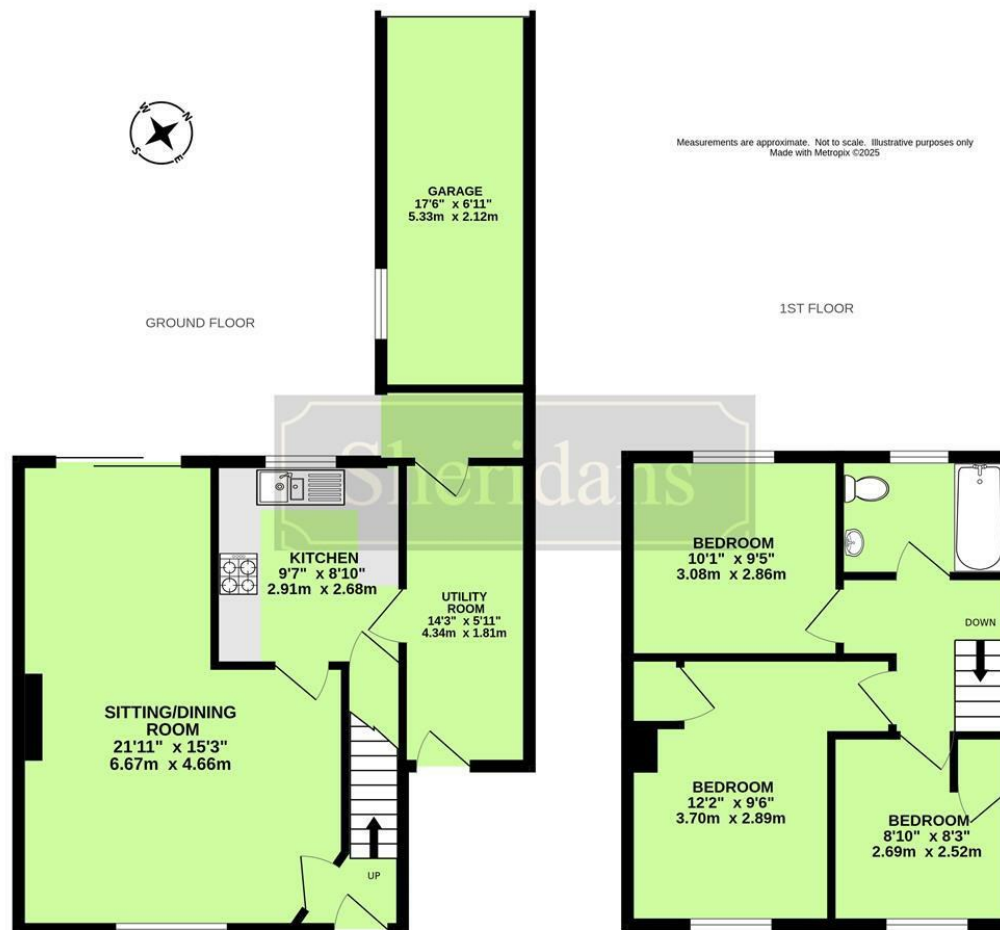 W
N
S
E
Measurements are approximate. Not to scale. Illustrative purposes only
Made with Metropix ©2025
GARAGE
17'6" x 6'11"
5.33m x 2.12m
GROUND FLOOR
1ST FLOOR
Sheridans
KITCHEN
9'7" x 8'10"
2.91m x 2.68m
UTILITY
ROOM
14'3" x 5'11"
4.34m x 1.81m
SITTING/DINING
ROOM
21'11" x 15'3"
6.67m x 4.66m
UP
BEDROOM
10'1" x 9'5"
3.08m x 2.86m
DOWN
BEDROOM
12'2" x 9'6"
3.70m x 2.89m
BEDROOM
8'10" x 8'3"
2.69m x 2.52m